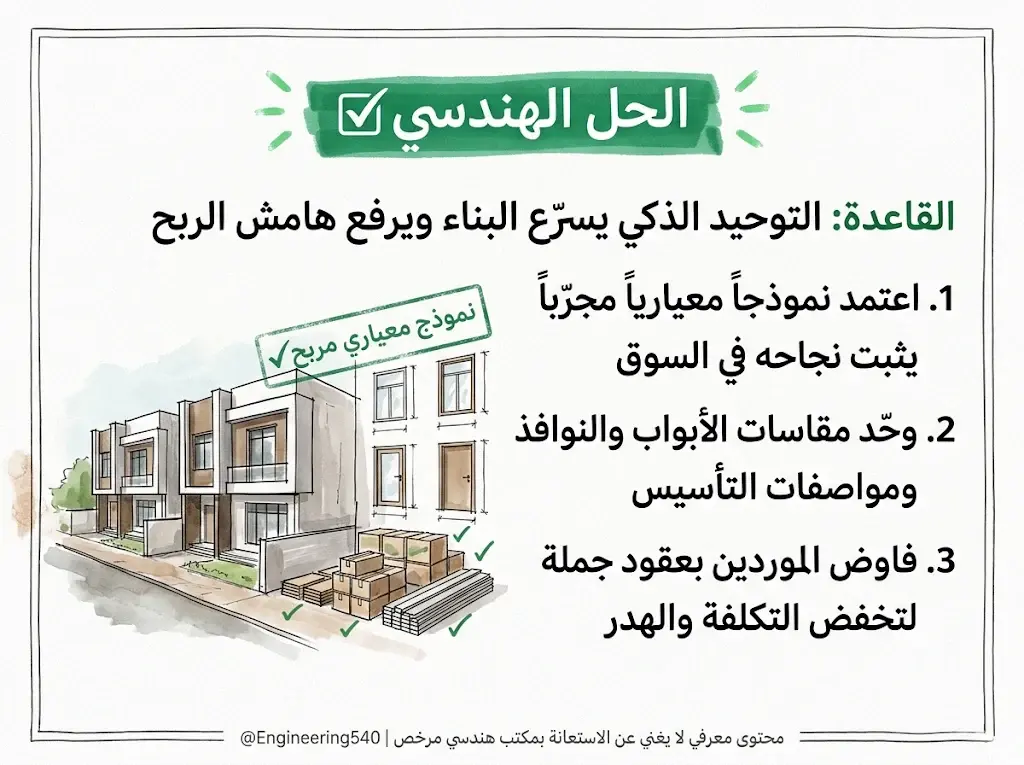 الحل الهندسي
القاعدة: التوحيد الذكي يسرّع البناء ويرفع هامش الربح
1. اعتمد نموذجاً معيارياً مجرّباً
يثبت نجاحه في السوق
2. وحّد مقاسات الأبواب والنوافذ
ومواصفات التأسيس
3. فاوض الموردين بعقود جملة
لتخفض التكلفة والهدر
نموذج معياري مربح
محتوى معرفي لا يغني عن الاستعانة بمكتب هندسي مرخص | @Engineering540